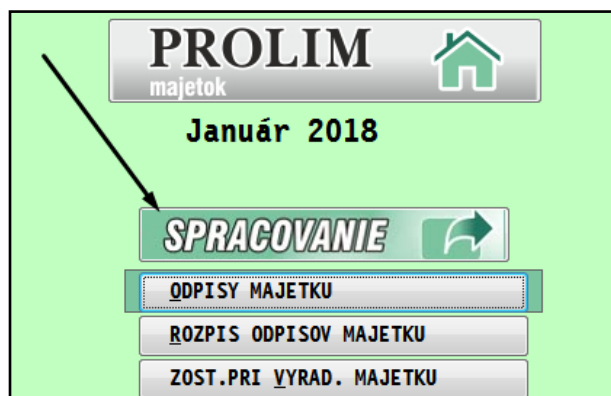 PROLIM
majetok
Január 2018
SPRACOVANIE
ODPISY MAJETKU
ROZPIS ODPISOV MAJETKU
ZOST.PRI VYRAD. MAJETKU